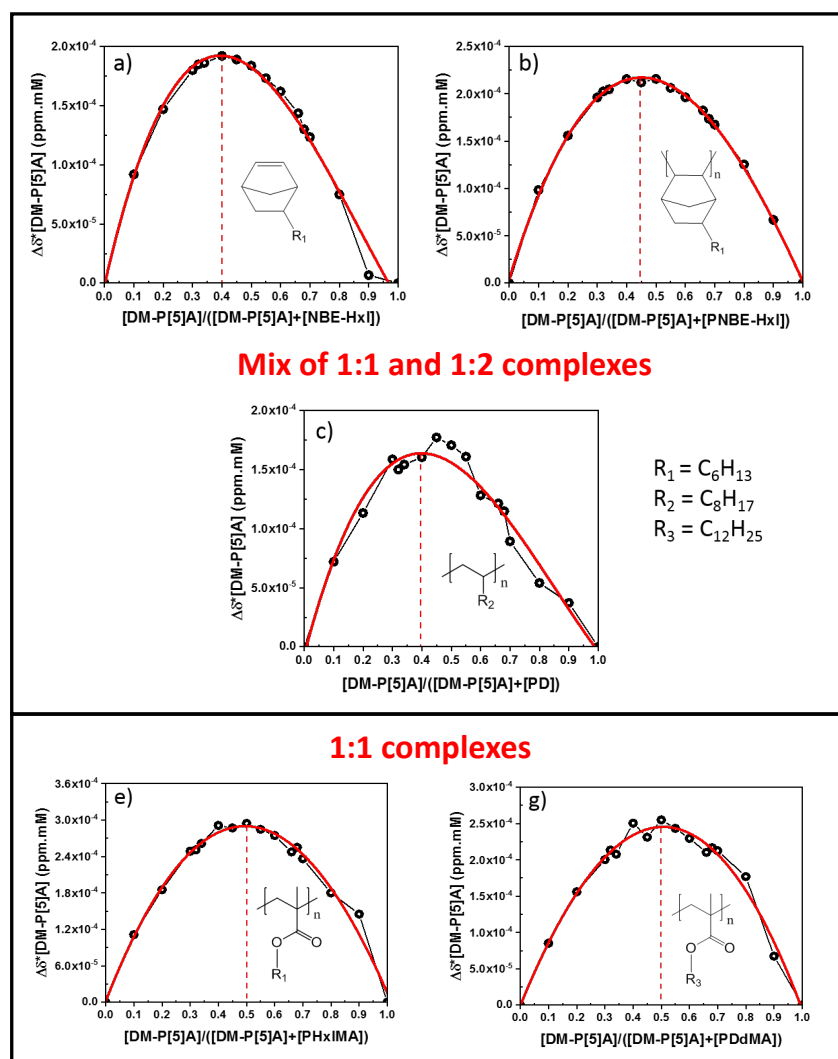 a)
2.0x10⁻⁴
1.5x10⁻⁴
1.0x10⁻⁴
5.0x10⁻⁵
0.0
Δδ*[DM-P[5]A] (ppm.mM)
R₁
0.0 0.1 0.2 0.3 0.4 0.5 0.6 0.7 0.8 0.9 1.0
[DM-P[5]A]/([DM-P[5]A]+[NBE-Hxl])
b)
2.5x10⁻⁴
2.0x10⁻⁴
1.5x10⁻⁴
1.0x10⁻⁴
5.0x10⁻⁵
0.0
Δδ*[DM-P[5]A] (ppm.mM)
n
R₁
0.0 0.1 0.2 0.3 0.4 0.5 0.6 0.7 0.8 0.9 1.0
[DM-P[5]A]/([DM-P[5]A]+[PNBE-Hxl])
Mix of 1:1 and 1:2 complexes
c)
2.0x10⁻⁴
1.5x10⁻⁴
1.0x10⁻⁴
5.0x10⁻⁵
0.0
Δδ*[DM-P[5]A] (ppm.mM)
n
R₂
0.0 0.1 0.2 0.3 0.4 0.5 0.6 0.7 0.8 0.9 1.0
[DM-P[5]A]/([DM-P[5]A]+[PD])
R₁ = C₆H₁₃
R₂ = C₈H₁₇
R₃ = C₁₂H₂₅
1:1 complexes
e)
3.6x10⁻⁴
3.0x10⁻⁴
2.4x10⁻⁴
1.8x10⁻⁴
1.2x10⁻⁴
6.0x10⁻⁵
0.0
Δδ*[DM-P[5]A] (ppm.mM)
n
O O
R₁
0.0 0.1 0.2 0.3 0.4 0.5 0.6 0.7 0.8 0.9 1.0
[DM-P[5]A]/([DM-P[5]A]+[PHxlMA])
g)
3.0x10⁻⁴
2.5x10⁻⁴
2.0x10⁻⁴
1.5x10⁻⁴
1.0x10⁻⁴
5.0x10⁻⁵
0.0
Δδ*[DM-P[5]A] (ppm.mM)
n
O O
R₃
0.0 0.1 0.2 0.3 0.4 0.5 0.6 0.7 0.8 0.9 1.0
[DM-P[5]A]/([DM-P[5]A]+[PDdMA])